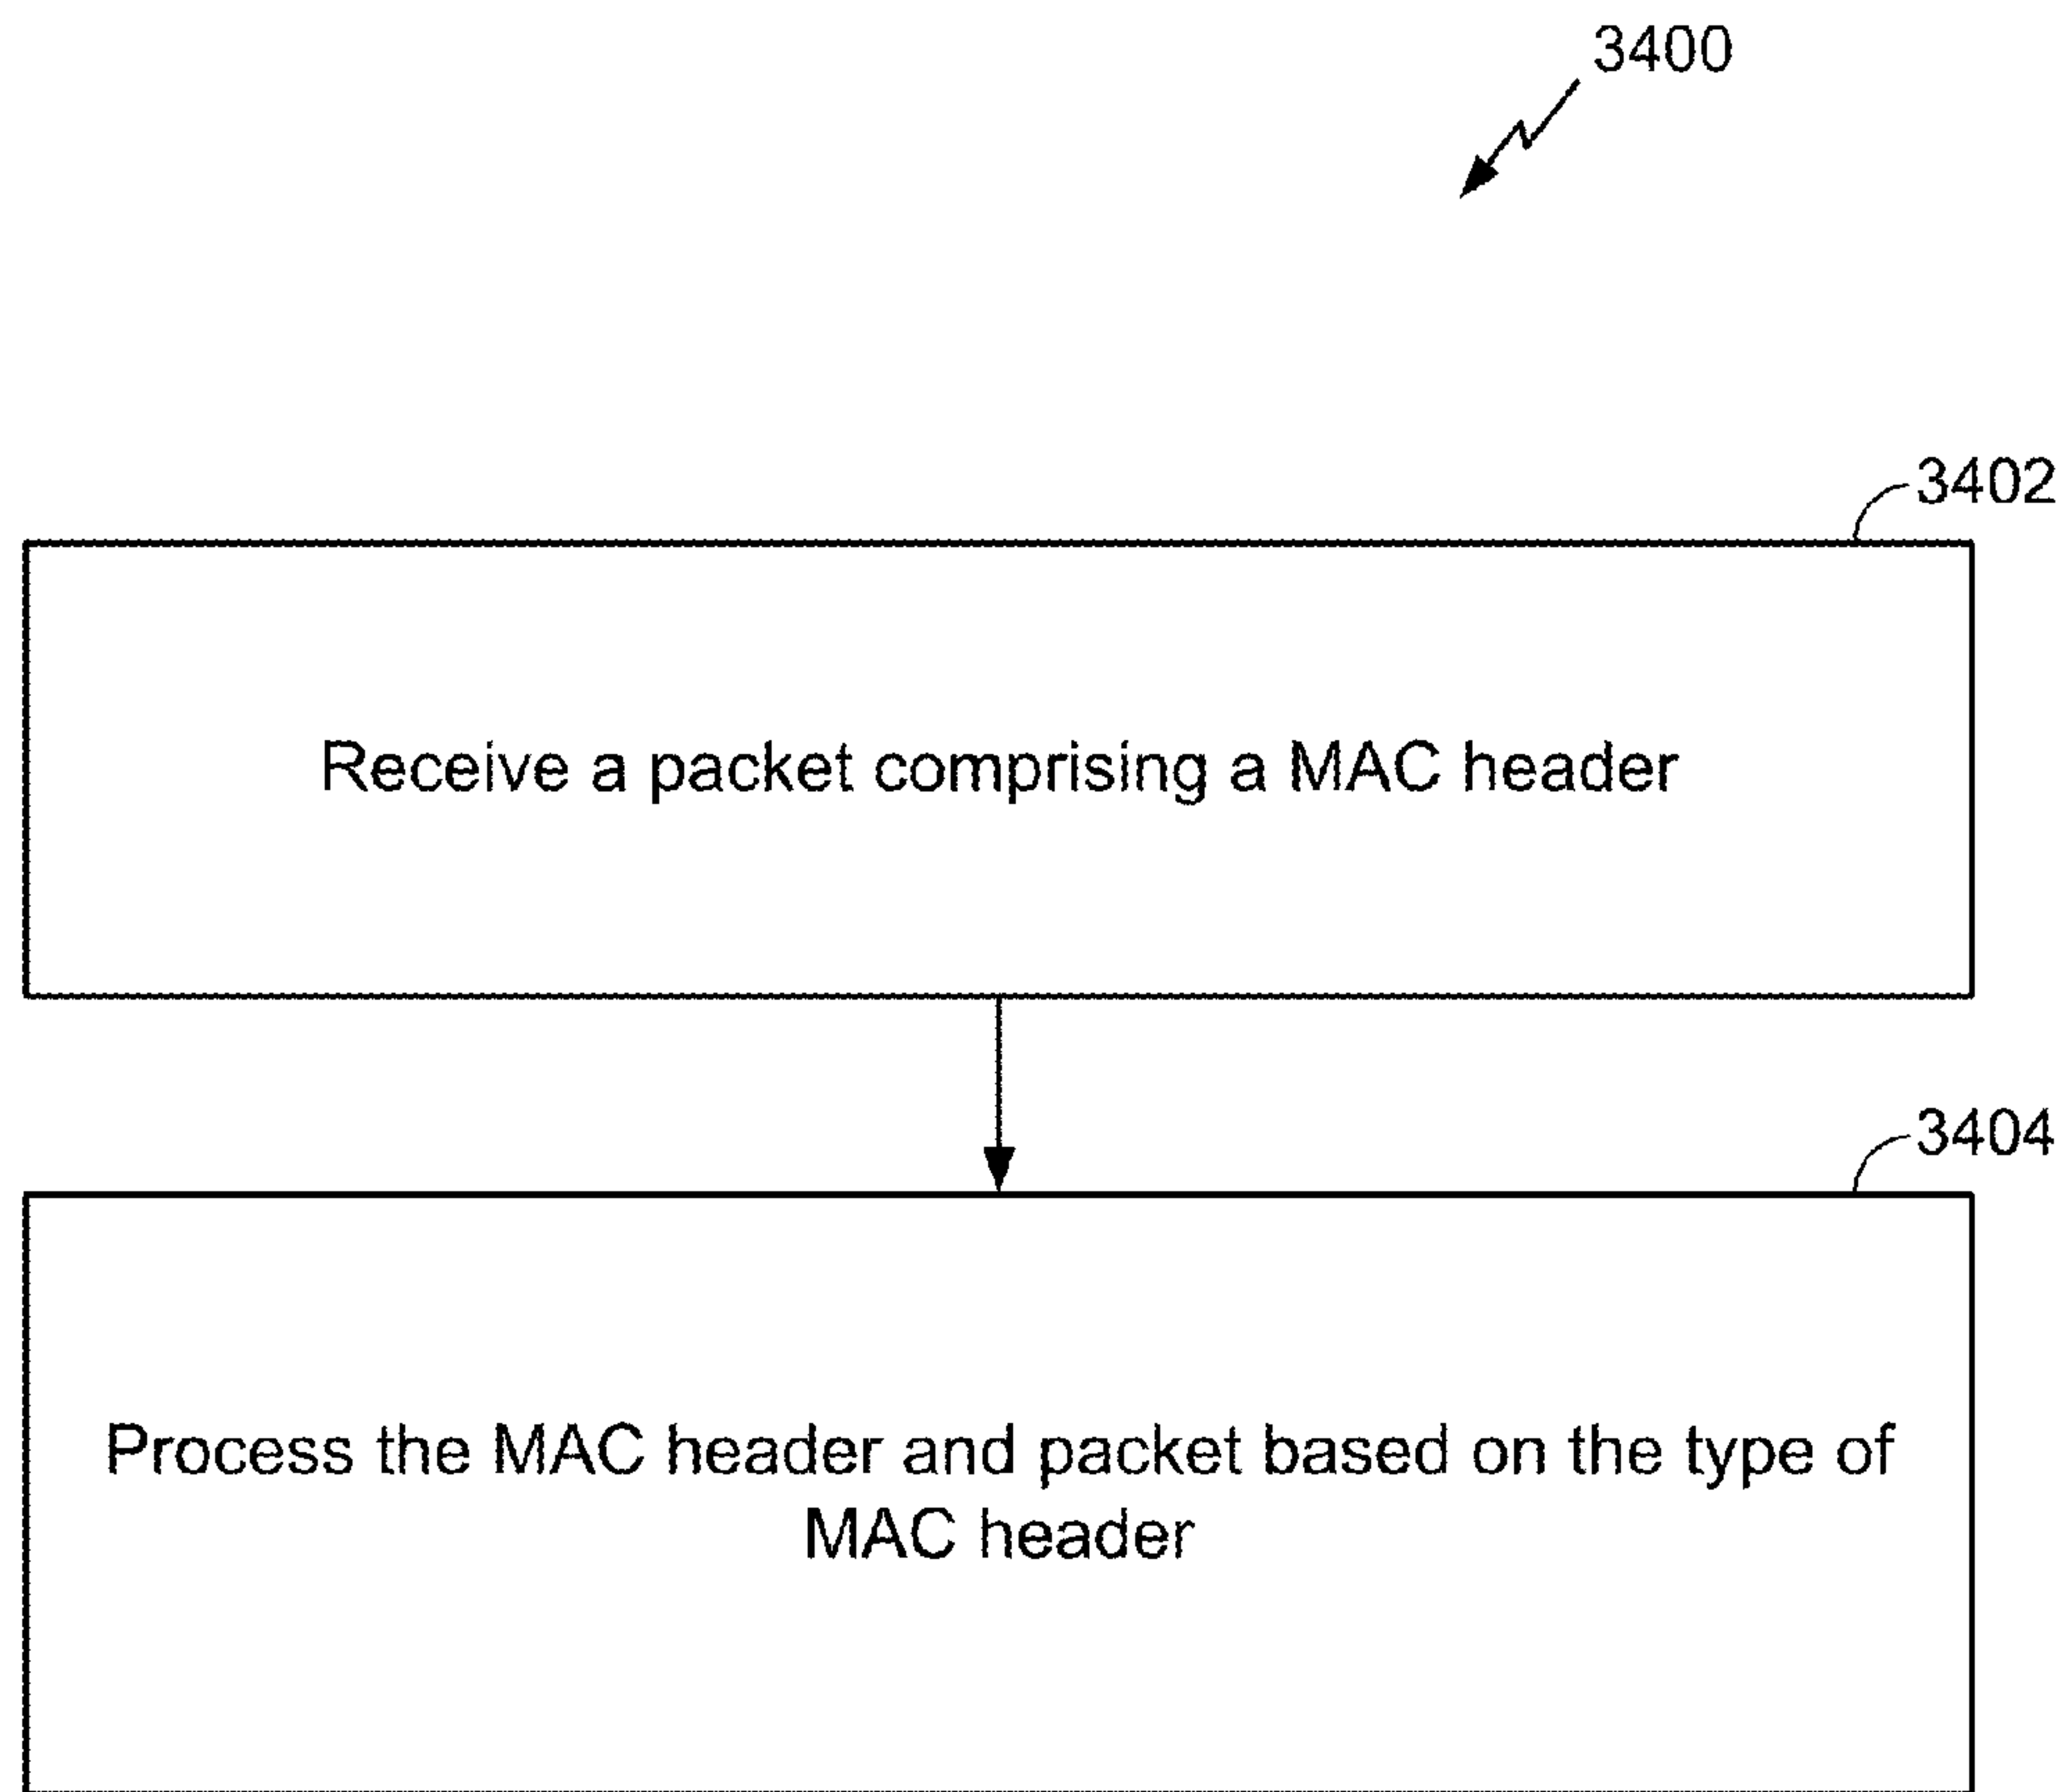 3400
3402
Receive a packet comprising a MAC header
3404
Process the MAC header and packet based on the type of
MAC header